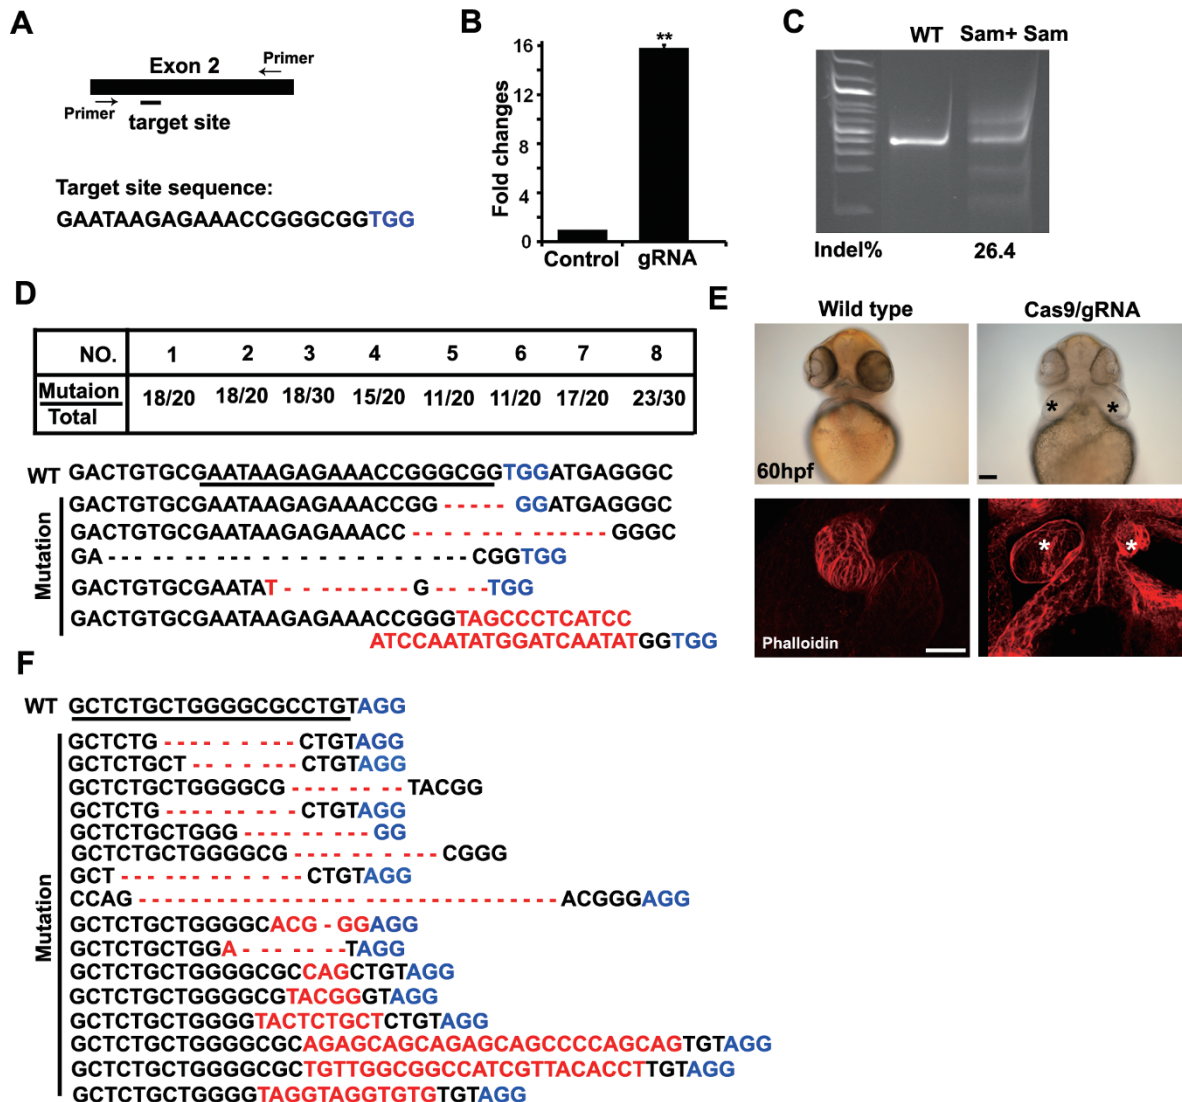 A
Exon 2
Primer
Primer
target site
Target site sequence:
GAATAAGAGAAACCGGGCGGTGG
B
Fold changes
16
12
8
4
0
**
Control gRNA
C
WT Sam+ Sam
Indel% 26.4
D
NO. 1 2 3 4 5 6 7 8
Mutaion
Total
18/20 18/20 18/30 15/20 11/20 11/20 17/20 23/30
WT GACTGTGCGAATAAGAGAAACCGGGCGGTGGATGAGGGC
Mutation
GACTGTGCGAATAAGAGAAACCGG - - - - - GGATGAGGGC
GACTGTGCGAATAAGAGAAACC - - - - - - - - - - - - - GGGC
GA - - - - - - - - - - - - - - - - - - - - - - - CGGTGG
GACTGTGCGAATAT - - - - - - - - - G - - - - TGG
GACTGTGCGAATAAGAGAAACCGGGTAGCCCTCATCC
ATCCAATATGGATCAATATGGTGG
E
Wild type Cas9/gRNA
60hpf
* *
Phalloidin
* *
F
WT GCTCTGCTGGGGCGCCTGTAGG
Mutation
GCTCTG - - - - - - - - - CTGTAGG
GCTCTGCT - - - - - - - CTGTAGG
GCTCTGCTGGGGCG - - - - - - - - TACGG
GCTCTG - - - - - - - - - CTGTAGG
GCTCTGCTGGG - - - - - - - - - GG
GCTCTGCTGGGGCG - - - - - - - - - - CGGG
GCT - - - - - - - - - - - - CTGTAGG
CCAG - - - - - - - - - - - - - - - - - - - - - - - - - - - - ACGGGAGG
GCTCTGCTGGGGCACG - GGAGG
GCTCTGCTGGA - - - - - - - TAGG
GCTCTGCTGGGGCGCCAGCTGTAGG
GCTCTGCTGGGGCGTACGGGTAGG
GCTCTGCTGGGGTACTCTGCTCTGTAGG
GCTCTGCTGGGGCGCAGAGCAGCAGAGCAGCCCCAGCAGTGTAGG
GCTCTGCTGGGGCGCTGTTGGCGGCCATCGTTACACCTTGTAGG
GCTCTGCTGGGGTAGGTAGGTGTGTGTAGG